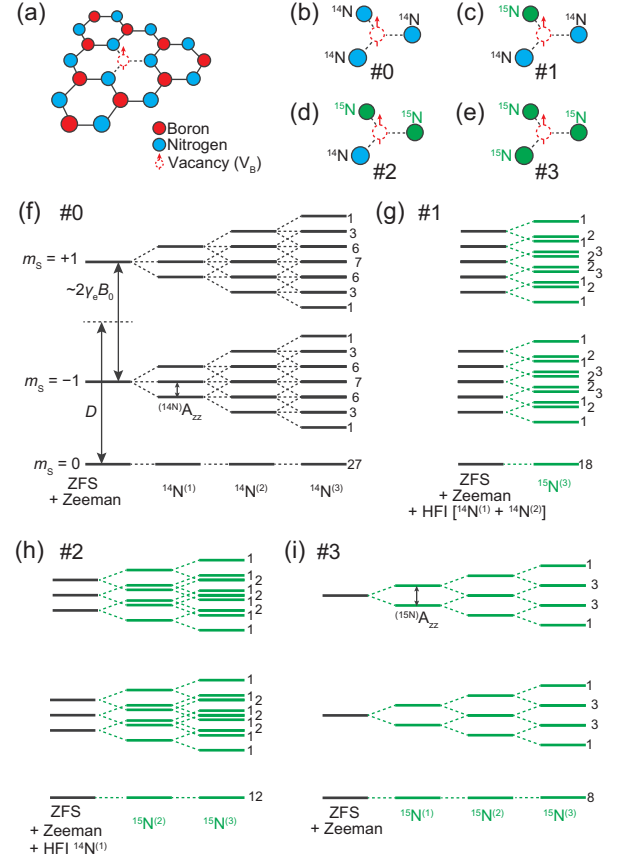 (a)
Boron
Nitrogen
Vacancy (V_B)
(b)
¹⁴N
¹⁴N
¹⁴N
#0
(c)
¹⁵N
¹⁴N
¹⁴N
#1
(d)
¹⁵N
¹⁵N
¹⁴N
#2
(e)
¹⁵N
¹⁵N
¹⁵N
#3
(f) #0
m_S = +1
~2γ_eB_0
m_S = −1
D
(14N)A_zz
m_S = 0
1
3
6
7
6
3
1
1
3
6
7
6
3
1
27
ZFS
+ Zeeman
¹⁴N⁽¹⁾
¹⁴N⁽²⁾
¹⁴N⁽³⁾
(g) #1
1
2
1
3
2
2
3
1
2
1
1
2
1
3
2
2
3
1
2
1
18
ZFS
+ Zeeman
+ HFI [¹⁴N⁽¹⁾ + ¹⁴N⁽²⁾]
¹⁵N⁽³⁾
(h) #2
1
1 2
1 2
1 2
1
1
1 2
1 2
1 2
1
12
ZFS
+ Zeeman
+ HFI ¹⁴N⁽¹⁾
¹⁵N⁽²⁾
¹⁵N⁽³⁾
(i) #3
(15N)A_zz
1
3
3
1
1
3
3
1
8
ZFS
+ Zeeman
¹⁵N⁽¹⁾
¹⁵N⁽²⁾
¹⁵N⁽³⁾